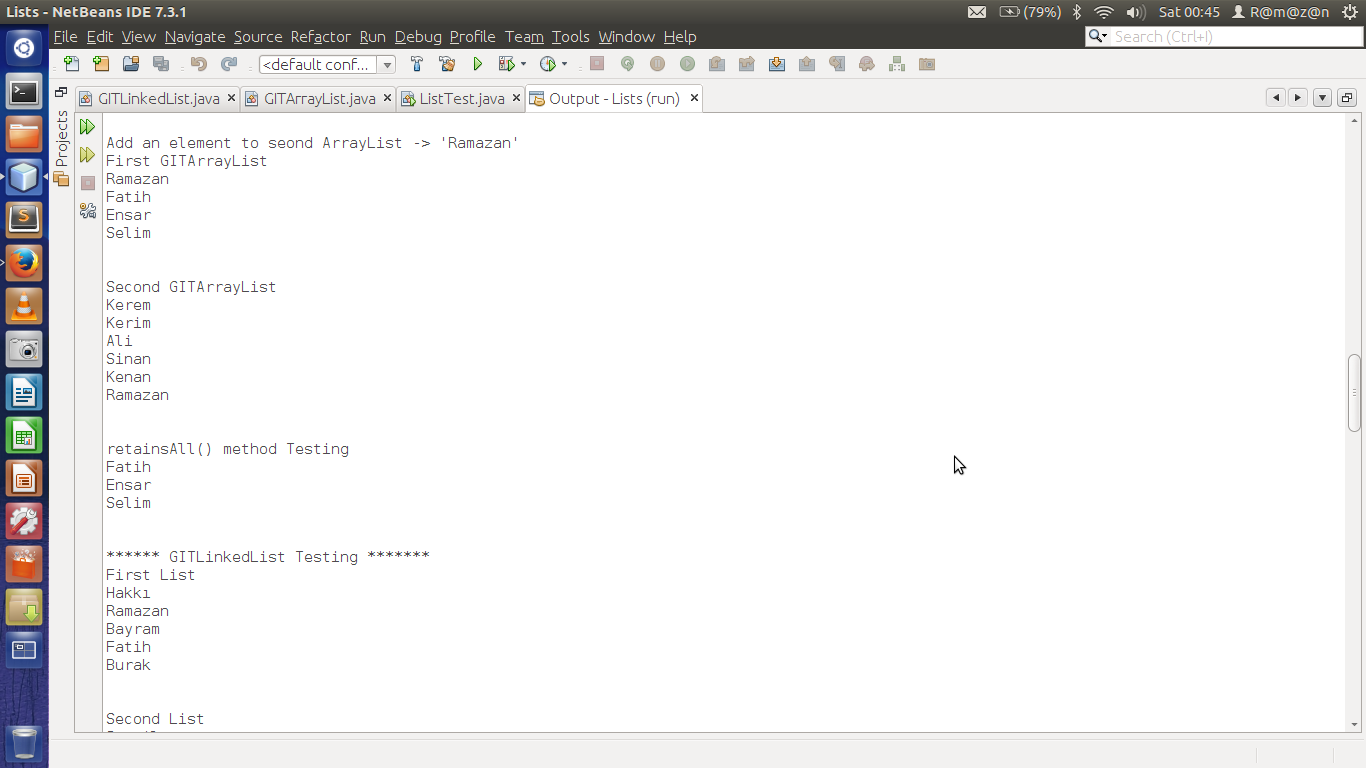 Lists - NetBeans IDE 7.3.1
(79%)
Sat 00:45
R@m@z@n
File Edit View Navigate Source Refactor Run Debug Profile Team Tools Window Help
Search (Ctrl+I)
<default conf...
GITLinkedList.java
GITArrayList.java
ListTest.java
Output - Lists (run)
Projects
Add an element to seond ArrayList -> 'Ramazan'
First GITArrayList
Ramazan
Fatih
Ensar
Selim
Second GITArrayList
Kerem
Kerim
Ali
Sinan
Kenan
Ramazan
retainsAll() method Testing
Fatih
Ensar
Selim
****** GITLinkedList Testing *******
First List
Hakkı
Ramazan
Bayram
Fatih
Burak
Second List